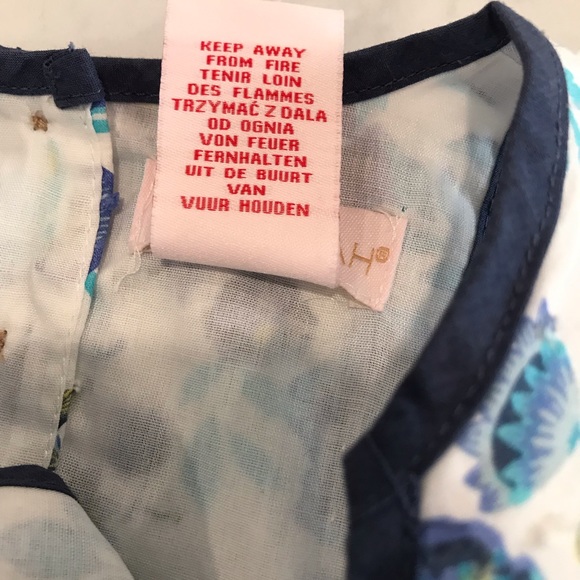 KEEP AWAY
FROM FIRE
TENIR LOIN
DES FLAMMES
TRZYMAĆ Z DALA
OD OGNIA
VON FEUER
FERNHALTEN
UIT DE BUURT
VAN
VUUR HOUDEN
AH®